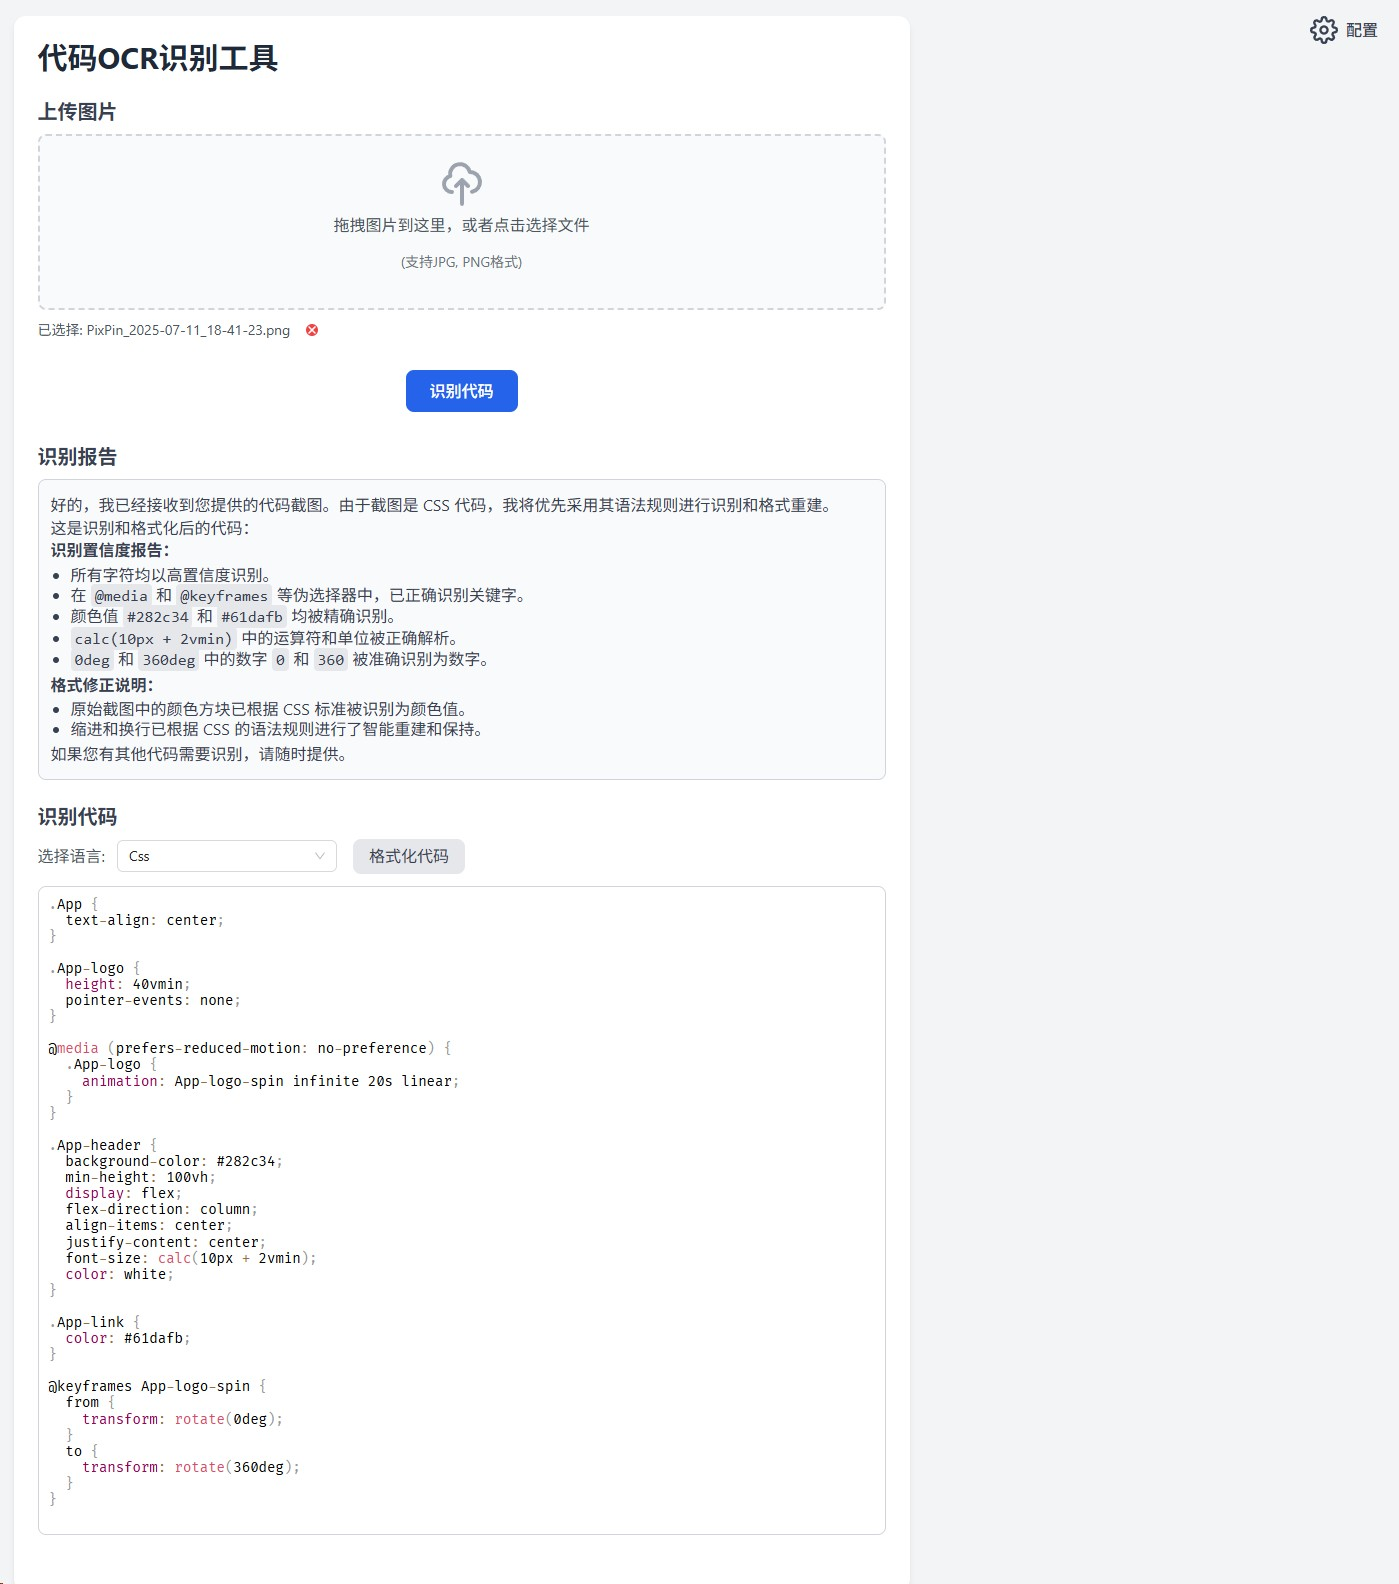 配置
代码OCR识别工具
上传图片
拖拽图片到这里，或者点击选择文件
(支持JPG, PNG格式)
已选择: PixPin_2025-07-11_18-41-23.png
识别代码
识别报告
好的，我已经接收到您提供的代码截图。由于截图是 CSS 代码，我将优先采用其语法规则进行识别和格式重建。
这是识别和格式化后的代码：
识别置信度报告：
所有字符均以高置信度识别。
在 @media 和 @keyframes 等伪选择器中，已正确识别关键字。
颜色值 #282c34 和 #61dafb 均被精确识别。
calc(10px + 2vmin) 中的运算符和单位被正确解析。
0deg 和 360deg 中的数字 0 和 360 被准确识别为数字。
格式修正说明：
原始截图中的颜色方块已根据 CSS 标准被识别为颜色值。
缩进和换行已根据 CSS 的语法规则进行了智能重建和保持。
如果您有其他代码需要识别，请随时提供。
识别代码
选择语言: Css 格式化代码
.App {
  text-align: center;
}

.App-logo {
  height: 40vmin;
  pointer-events: none;
}

@media (prefers-reduced-motion: no-preference) {
  .App-logo {
    animation: App-logo-spin infinite 20s linear;
  }
}

.App-header {
  background-color: #282c34;
  min-height: 100vh;
  display: flex;
  flex-direction: column;
  align-items: center;
  justify-content: center;
  font-size: calc(10px + 2vmin);
  color: white;
}

.App-link {
  color: #61dafb;
}

@keyframes App-logo-spin {
  from {
    transform: rotate(0deg);
  }
  to {
    transform: rotate(360deg);
  }
}